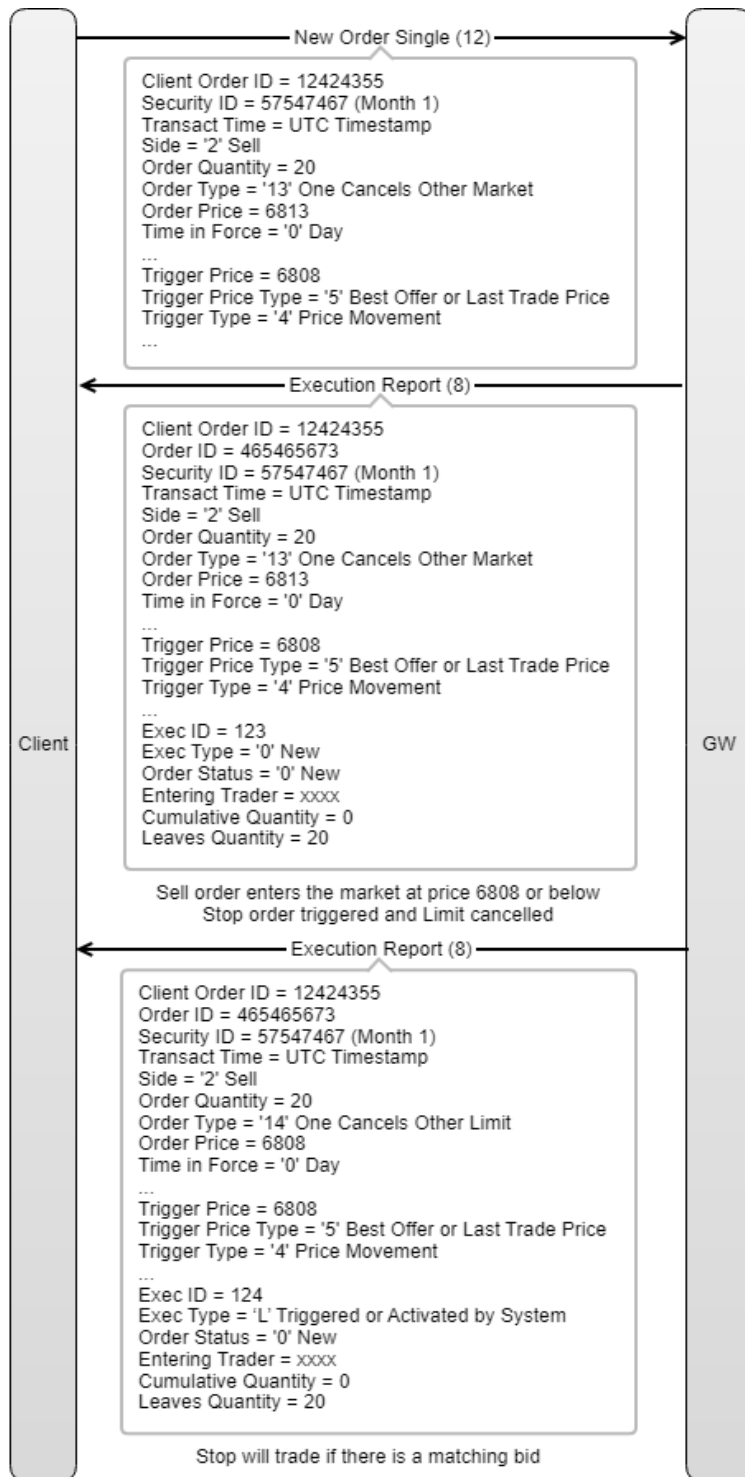 New Order Single (12)
Client Order ID = 12424355
Security ID = 57547467 (Month 1)
Transact Time = UTC Timestamp
Side = '2' Sell
Order Quantity = 20
Order Type = '13' One Cancels Other Market
Order Price = 6813
Time in Force = '0' Day
...
Trigger Price = 6808
Trigger Price Type = '5' Best Offer or Last Trade Price
Trigger Type = '4' Price Movement
...
Execution Report (8)
Client Order ID = 12424355
Order ID = 465465673
Security ID = 57547467 (Month 1)
Transact Time = UTC Timestamp
Side = '2' Sell
Order Quantity = 20
Order Type = '13' One Cancels Other Market
Order Price = 6813
Time in Force = '0' Day
...
Trigger Price = 6808
Trigger Price Type = '5' Best Offer or Last Trade Price
Trigger Type = '4' Price Movement
...
Exec ID = 123
Exec Type = '0' New
Order Status = '0' New
Entering Trader = xxxx
Cumulative Quantity = 0
Leaves Quantity = 20
Client
GW
Sell order enters the market at price 6808 or below
Stop order triggered and Limit cancelled
Execution Report (8)
Client Order ID = 12424355
Order ID = 465465673
Security ID = 57547467 (Month 1)
Transact Time = UTC Timestamp
Side = '2' Sell
Order Quantity = 20
Order Type = '14' One Cancels Other Limit
Order Price = 6808
Time in Force = '0' Day
...
Trigger Price = 6808
Trigger Price Type = '5' Best Offer or Last Trade Price
Trigger Type = '4' Price Movement
...
Exec ID = 124
Exec Type = ‘L’ Triggered or Activated by System
Order Status = '0' New
Entering Trader = xxxx
Cumulative Quantity = 0
Leaves Quantity = 20
Stop will trade if there is a matching bid